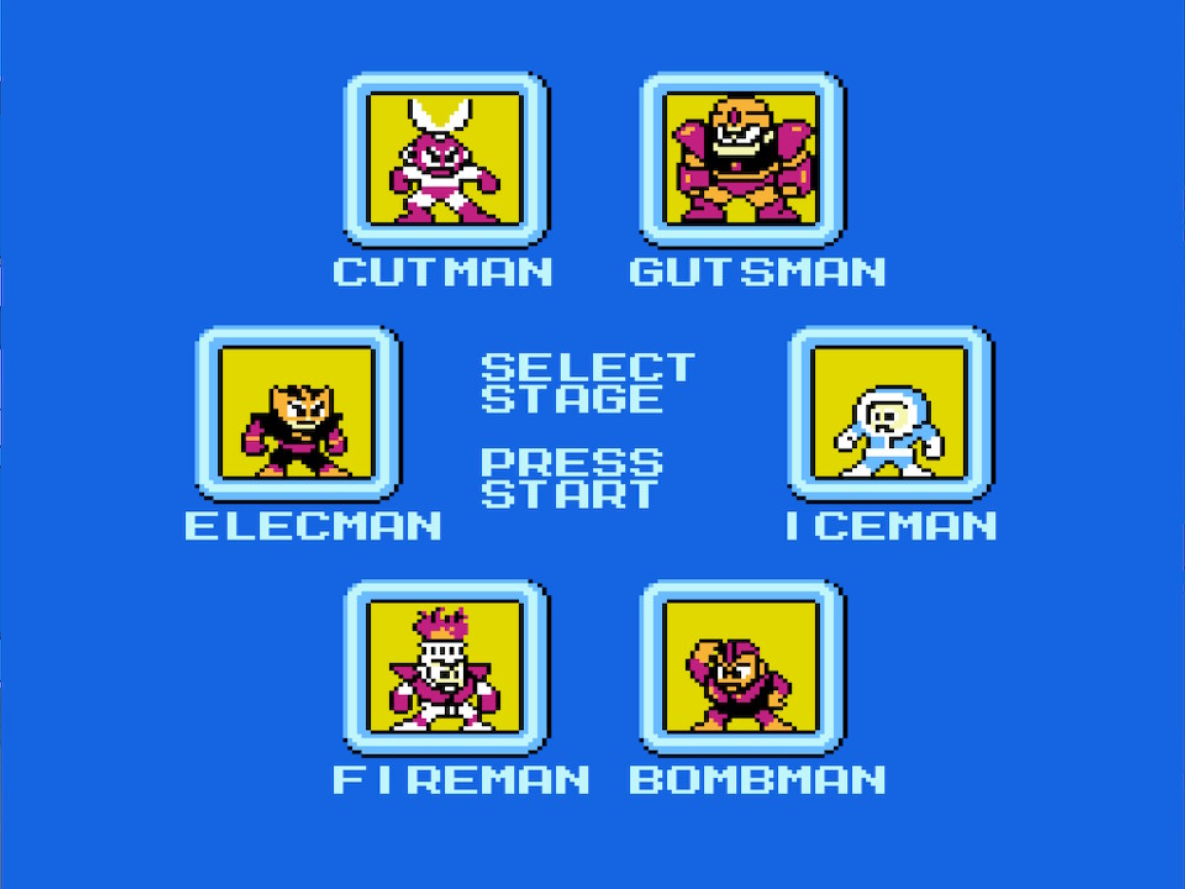 CUTMAN
GUTSMAN
SELECT
STAGE
PRESS
START
ELECMAN
ICEMAN
FIREMAN
BOMBMAN